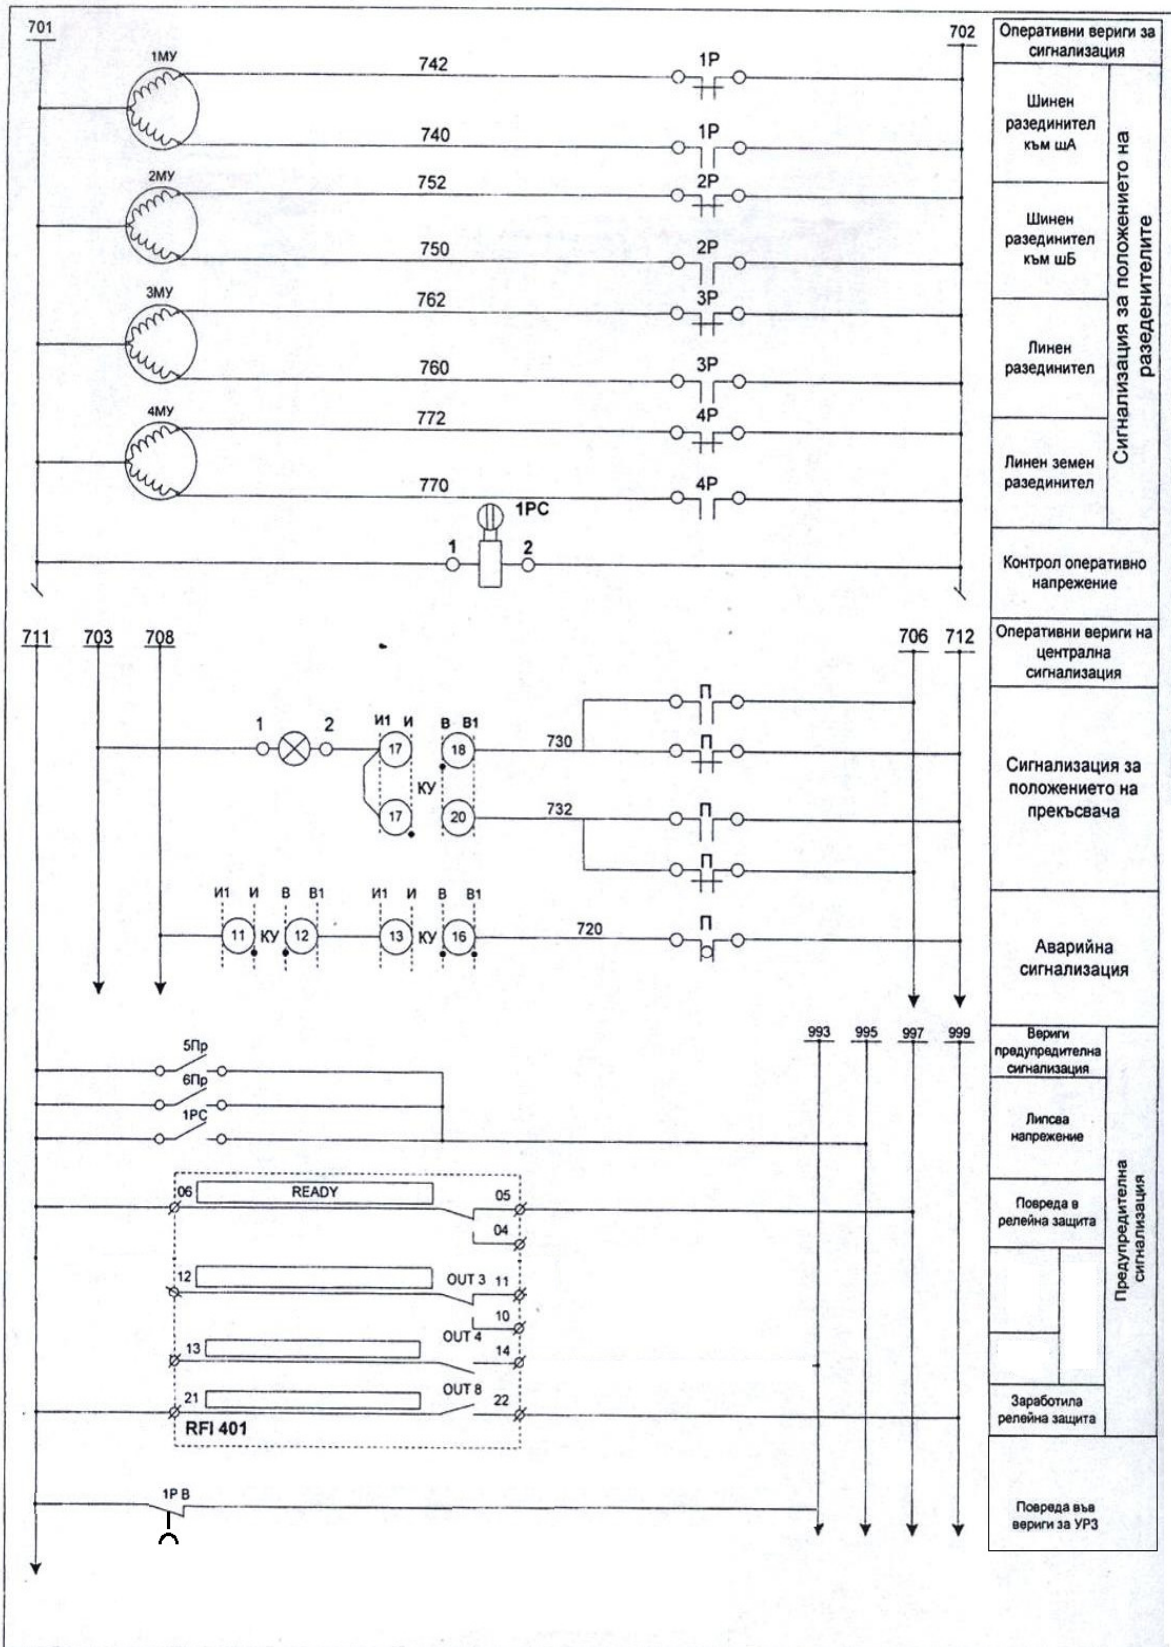 701
702
Оперативни вериги за
сигнализация
1МУ
742
1Р
740
1Р
Шинен
разединител
към шА
2МУ
752
2Р
750
2Р
Шинен
разединител
към шБ
3МУ
762
3Р
760
3Р
Линен
разединител
4МУ
772
4Р
770
4Р
Линен земен
разединител
Сигнализация за положението на
разеденителите
1РС
1
2
Контрол оперативно
напрежение
711
703
708
706
712
Оперативни вериги на
централна
сигнализация
1
2
И1 И
В В1
17
18
КУ
17
20
730
732
П
П
П
П
Сигнализация за
положението на
прекъсвача
И1 И В В1
И1 И В В1
11
КУ
12
13
КУ
16
720
П
Аварийна
сигнализация
993
995
997
999
Вериги
предупредителна
сигнализация
5Пр
6Пр
1РС
Липсва
напрежение
06
READY
05
04
Повреда в
релейна защита
12
OUT 3
11
10
OUT 4
13
14
OUT 8
21
22
RFI 401
Заработила
релейна защита
Предупредителна
сигнализация
1Р В
Повреда във
вериги за УРЗ